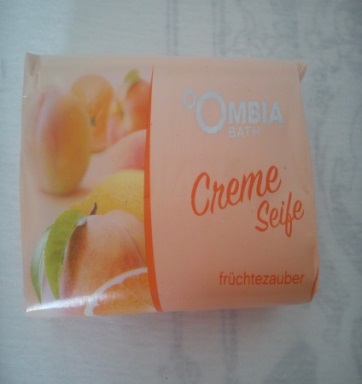 OMBIA
BATH
Creme
Seife
früchtezauber